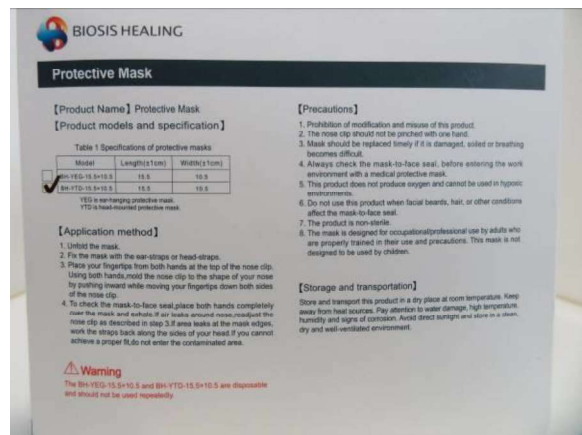 BIOSIS HEALING
Protective Mask
【Product Name】 Protective Mask
【Product models and specification】
Table 1 Specifications of protective masks
Model Length(±1cm) Width(±1cm)
BH-YEG-15.5×10.5 15.5 10.5
BH-YTD-15.5×10.5 15.5 10.5
YEG is ear-hanging protective mask.
YTD is head-mounted protective mask.
【Application method】
1. Unfold the mask.
2. Fix the mask with the ear-straps or head-straps.
3. Place your fingertips from both hands at the top of the nose clip.
Using both hands,mold the nose clip to the shape of your nose
by pushing inward while moving your fingertips down both sides
of the nose clip.
4. To check the mask-to-face seal,place both hands completely
over the mask and exhale.If air leaks around nose,readjust the
nose clip as described in step 3.If area leaks at the mask edges,
work the straps back along the sides of your head.If you cannot
achieve a proper fit,do not enter the contaminated area.
Warning
The BH-YEG-15.5×10.5 and BH-YTD-15.5×10.5 are disposable
and should not be used repeatedly.
【Precautions】
1. Prohibition of modification and misuse of this product.
2. The nose clip should not be pinched with one hand.
3. Mask should be replaced timely if it is damaged, soiled or breathing
becomes difficult.
4. Always check the mask-to-face seal, before entering the work
environment with a medical protective mask.
5. This product does not produce oxygen and cannot be used in hypoxic
environments.
6. Do not use this product when facial beards, hair, or other conditions
affect the mask-to-face seal.
7. The product is non-sterile.
8. The mask is designed for occupational/professional use by adults who
are properly trained in their use and precautions. This mask is not
designed to be used by children.
【Storage and transportation】
Store and transport this product in a dry place at room temperature. Keep
away from heat sources. Pay attention to water damage, high temperature,
humidity and signs of corrosion. Avoid direct sunlight and store in a clean,
dry and well-ventilated environment.